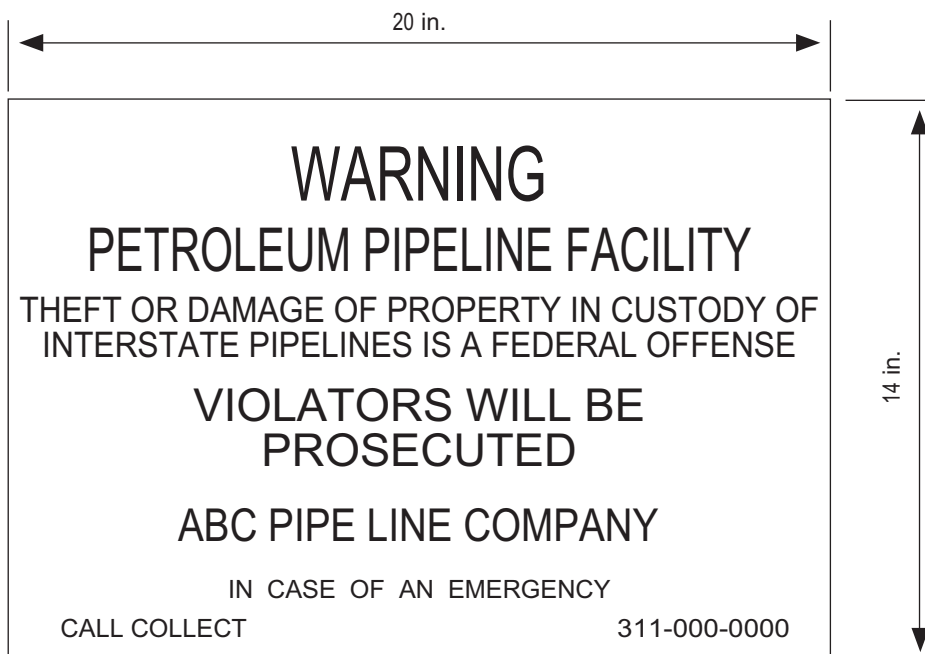 20 in.
WARNING
PETROLEUM PIPELINE FACILITY
THEFT OR DAMAGE OF PROPERTY IN CUSTODY OF
INTERSTATE PIPELINES IS A FEDERAL OFFENSE
VIOLATORS WILL BE
PROSECUTED
ABC PIPE LINE COMPANY
IN CASE OF AN EMERGENCY
CALL COLLECT 311-000-0000
14 in.